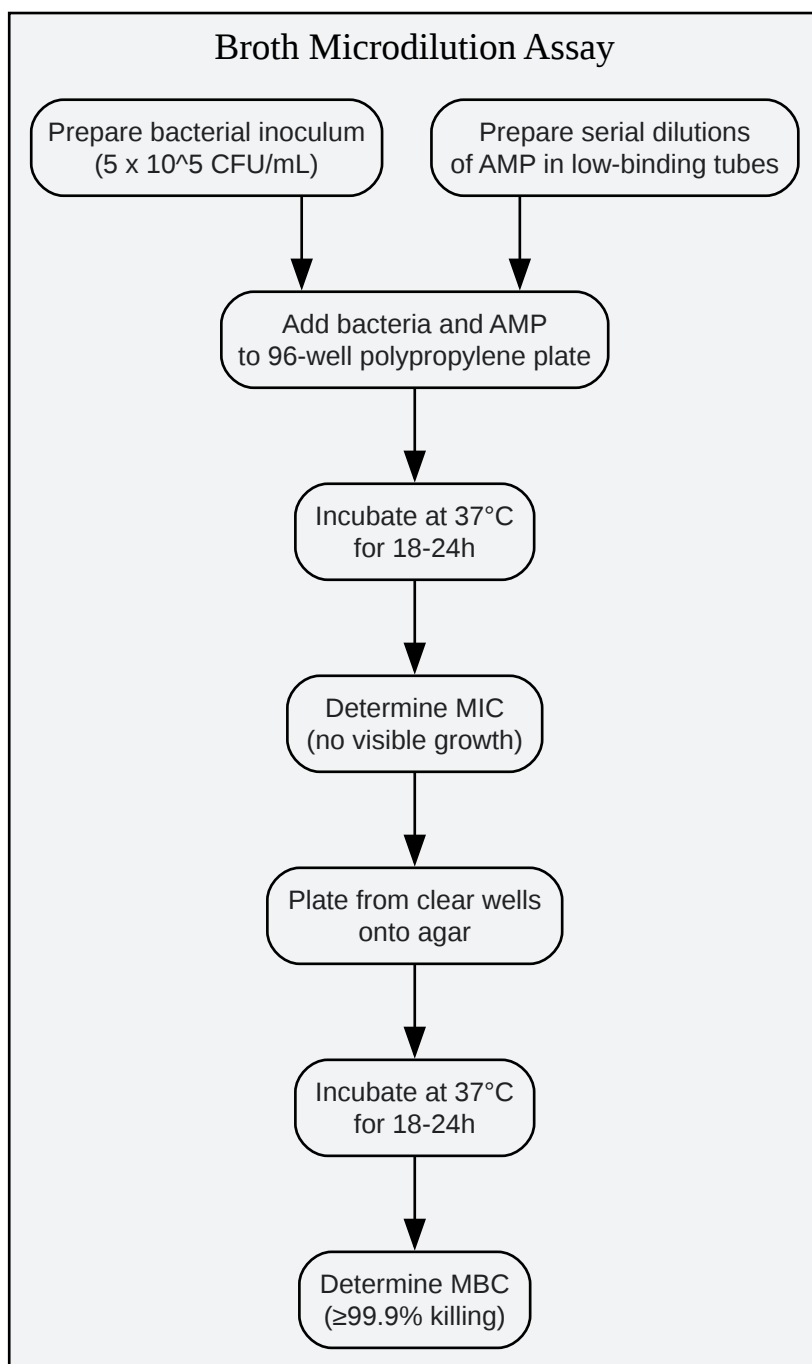 Broth Microdilution Assay
Prepare bacterial inoculum
(5 x 10^5 CFU/mL)
Prepare serial dilutions
of AMP in low-binding tubes
Add bacteria and AMP
to 96-well polypropylene plate
Incubate at 37°C
for 18-24h
Determine MIC
(no visible growth)
Plate from clear wells
onto agar
Incubate at 37°C
for 18-24h
Determine MBC
(≥99.9% killing)